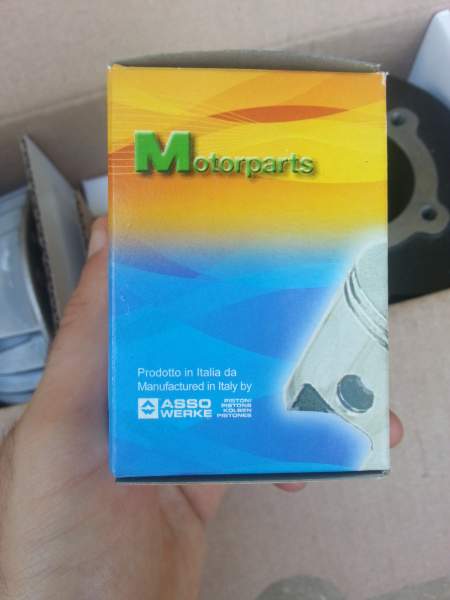 Motorparts
Prodotto in Italia da
Manufactured in Italy by
ASSO
WERKE
PISTONI
PISTONS
KOLBEN
PISTONES